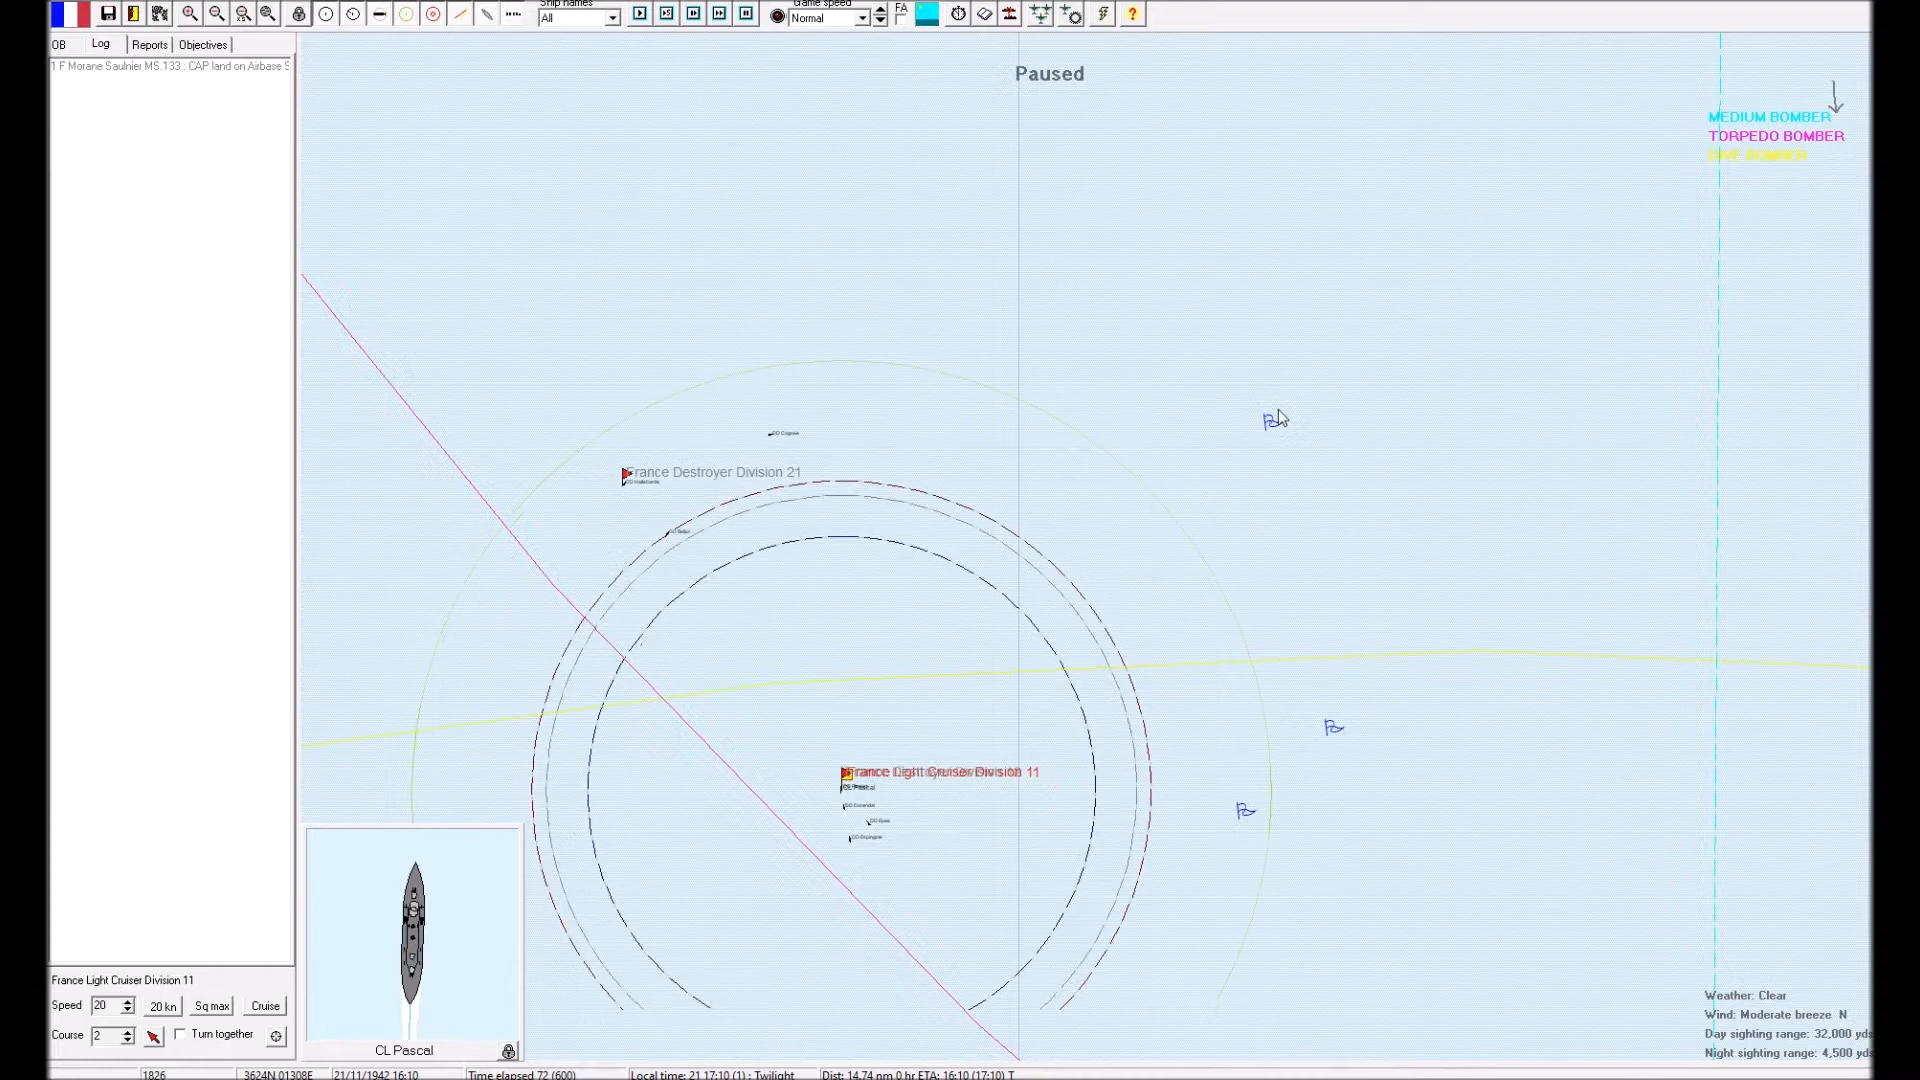 Ship names
All
Game speed
Normal
FA
?
OB Log Reports Objectives
1 F Morane Saulnier MS.133 : CAP land on Airbase S
Paused
MEDIUM BOMBER
TORPEDO BOMBER
DIVE BOMBER
France Destroyer Division 21
France Light Cruiser Division 11
CL Pascal
France Light Cruiser Division 11
Speed 20 20 kn Sq max Cruise
Course 2 Turn together
CL Pascal
Weather: Clear
Wind: Moderate breeze N
Day sighting range: 32,000 yds
Night sighting range: 4,500 yds
1826 3624N 01308E 21/11/1942 16:10 Time elapsed 72 (600) Local time: 21 17:10 (1) : Twilight Dist: 14.74 nm 0 hr ETA: 16:10 (17:10) T